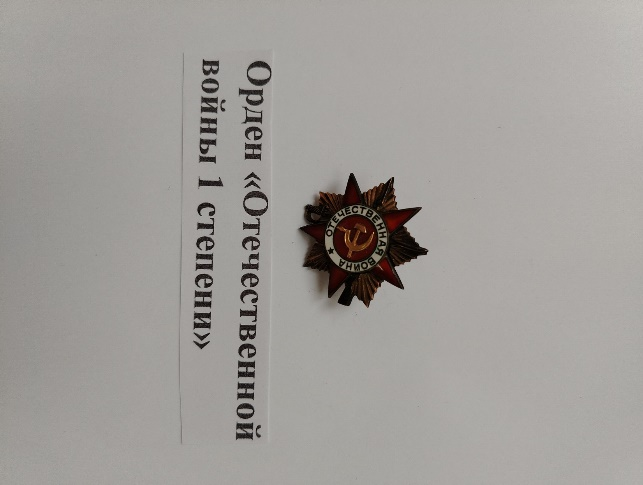 Орден «Отечественной
войны 1 степени»
ОТЕЧЕСТВЕННАЯ ВОЙНА